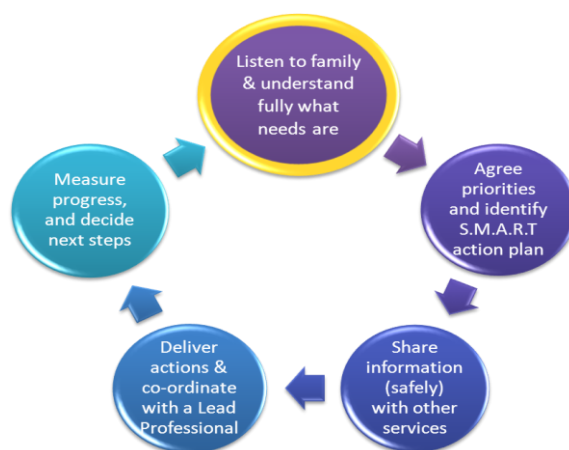 Listen to family
& understand
fully what
needs are
Agree
priorities
and identify
S.M.A.R.T
action plan
Share
information
(safely)
with other
services
Deliver
actions &
co-ordinate
with a Lead
Professional
Measure
progress,
and decide
next steps